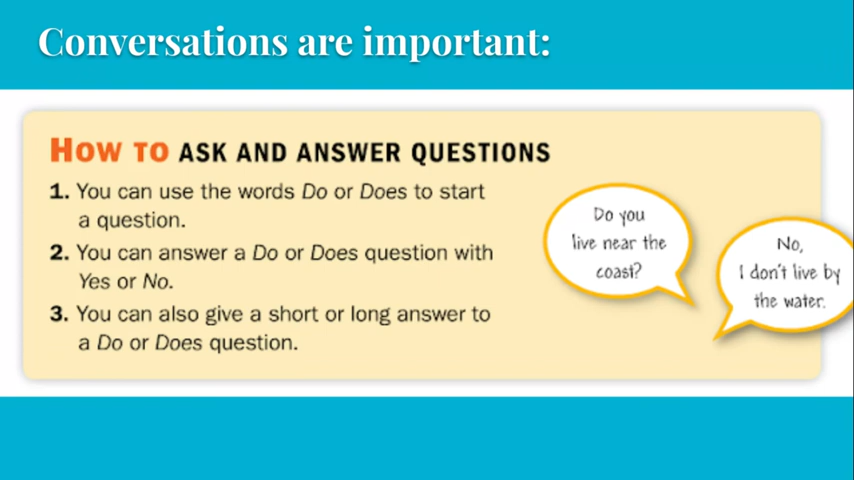 Conversations are important:
HOW TO ASK AND ANSWER QUESTIONS
1. You can use the words Do or Does to start
a question.
2. You can answer a Do or Does question with
Yes or No.
3. You can also give a short or long answer to
a Do or Does question.
Do you
live near the
coast?
No,
I don't live by
the water.